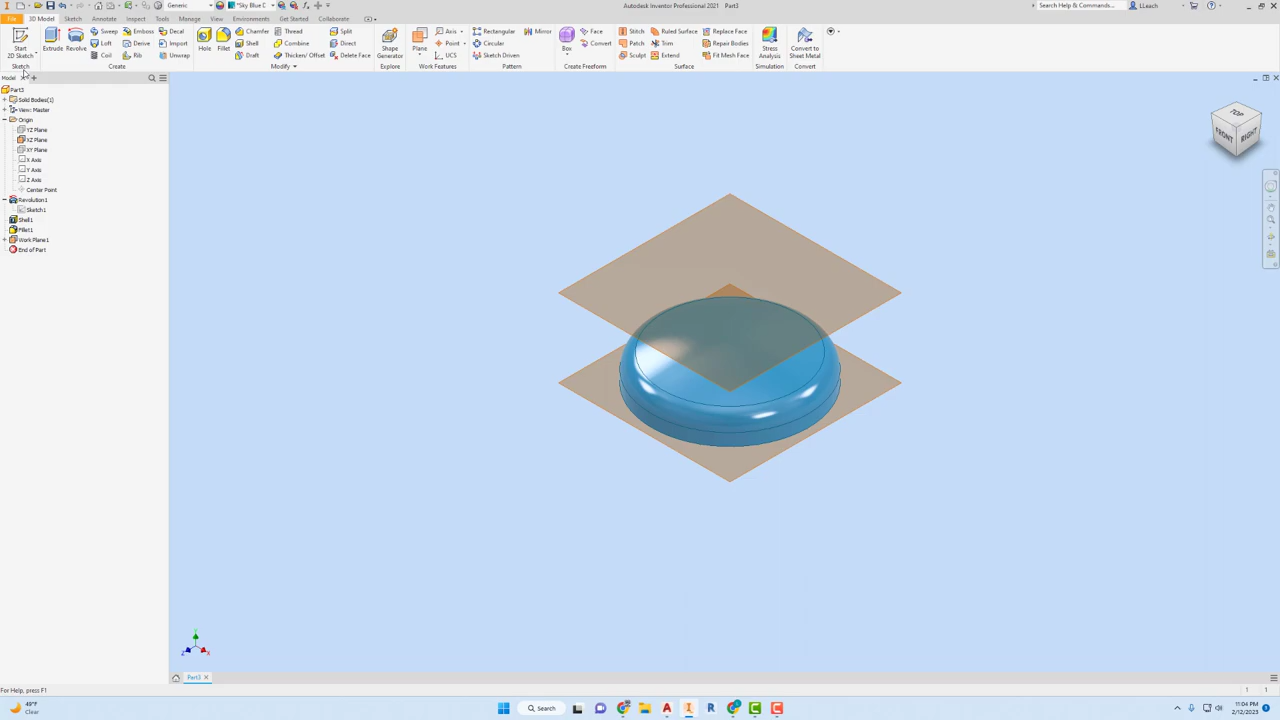 Generic
*Sky Blue C
Autodesk Inventor Professional 2021 Part3
Search Help & Commands...
LLeach
File 3D Model Sketch Annotate Inspect Tools Manage View Environments Get Started Collaborate
Start 2D Sketch
Sketch
Extrude
Revolve
Sweep
Loft
Coil
Emboss
Derive
Rib
Decal
Import
Unwrap
Create
Hole
Fillet
Chamfer
Shell
Draft
Thread
Combine
Thicken/ Offset
Split
Direct
Delete Face
Modify
Shape Generator
Explore
Plane
Axis
Point
UCS
Work Features
Rectangular
Circular
Sketch Driven
Mirror
Pattern
Box
Face
Convert
Create Freeform
Stitch
Patch
Sculpt
Ruled Surface
Trim
Extend
Replace Face
Repair Bodies
Fit Mesh Face
Surface
Stress Analysis
Simulation
Convert to Sheet Metal
Convert
Model
Part3
Solid Bodies(1)
View: Master
Origin
YZ Plane
XZ Plane
XY Plane
X Axis
Y Axis
Z Axis
Center Point
Revolution1
Sketch1
Shell1
Fillet1
Work Plane1
End of Part
TOP
FRONT
RIGHT
Part3
For Help, press F1
1 1
49°F
Clear
Search
11:04 PM
2/12/2023